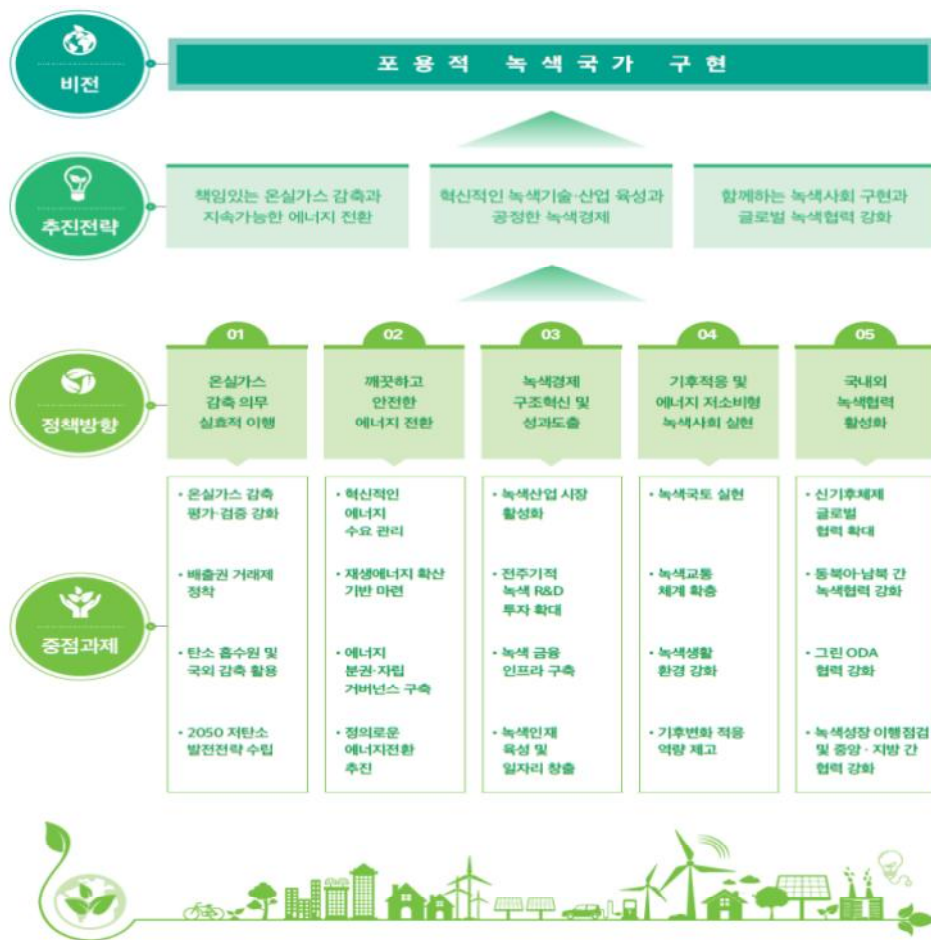 비전
포용적 녹색국가 구현
추진전략
책임있는 온실가스 감축과
지속가능한 에너지 전환
혁신적인 녹색기술·산업 육성과
공정한 녹색경제
함께하는 녹색사회 구현과
글로벌 녹색협력 강화
정책방향
01
온실가스
감축 의무
실효적 이행
02
깨끗하고
안전한
에너지 전환
03
녹색경제
구조혁신 및
성과도출
04
기후적응 및
에너지 저소비형
녹색사회 실현
05
국내외
녹색협력
활성화
중점과제
• 온실가스 감축
평가·검증 강화
• 배출권 거래제
정착
• 탄소 흡수원 및
국외 감축 활용
• 2050 저탄소
발전전략 수립
• 혁신적인
에너지
수요 관리
• 재생에너지 확산
기반 마련
• 에너지
분권·자립
거버넌스 구축
• 정의로운
에너지전환
추진
• 녹색산업 시장
활성화
• 전주기적
녹색 R&D
투자 확대
• 녹색 금융
인프라 구축
• 녹색인재
육성 및
일자리 창출
• 녹색국토 실현
• 녹색교통
체계 확충
• 녹색생활
환경 강화
• 기후변화 적응
역량 제고
• 신기후체제
글로벌
협력 확대
• 동북아·남북 간
녹색협력 강화
• 그린 ODA
협력 강화
• 녹색성장 이행점검
및 중앙·지방 간
협력 강화